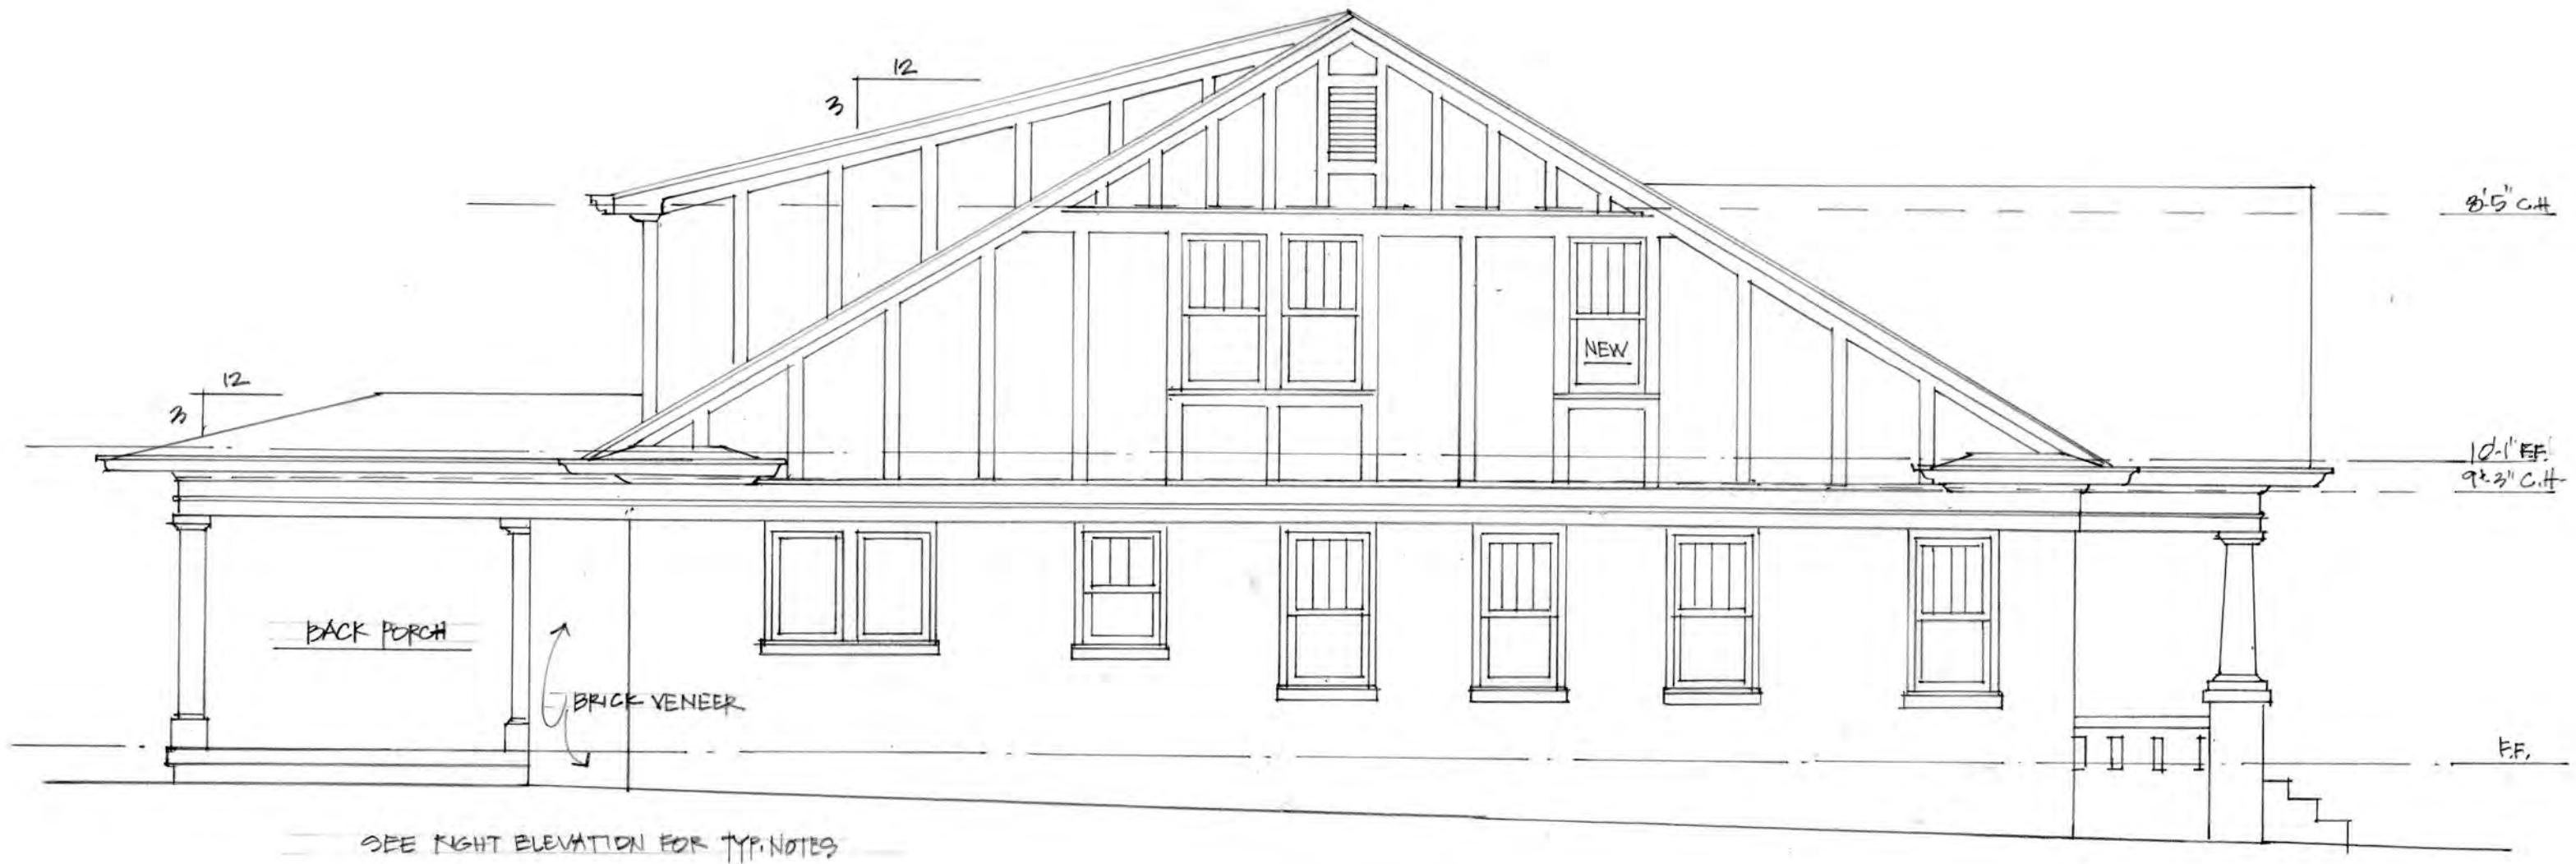 12
3
8'-5" C.H.
NEW
12
3
10'-1" F.F.
9'-3" C.H.
BACK PORCH
BRICK VENEER
F.F.
SEE RIGHT ELEVATION FOR TYP. NOTES